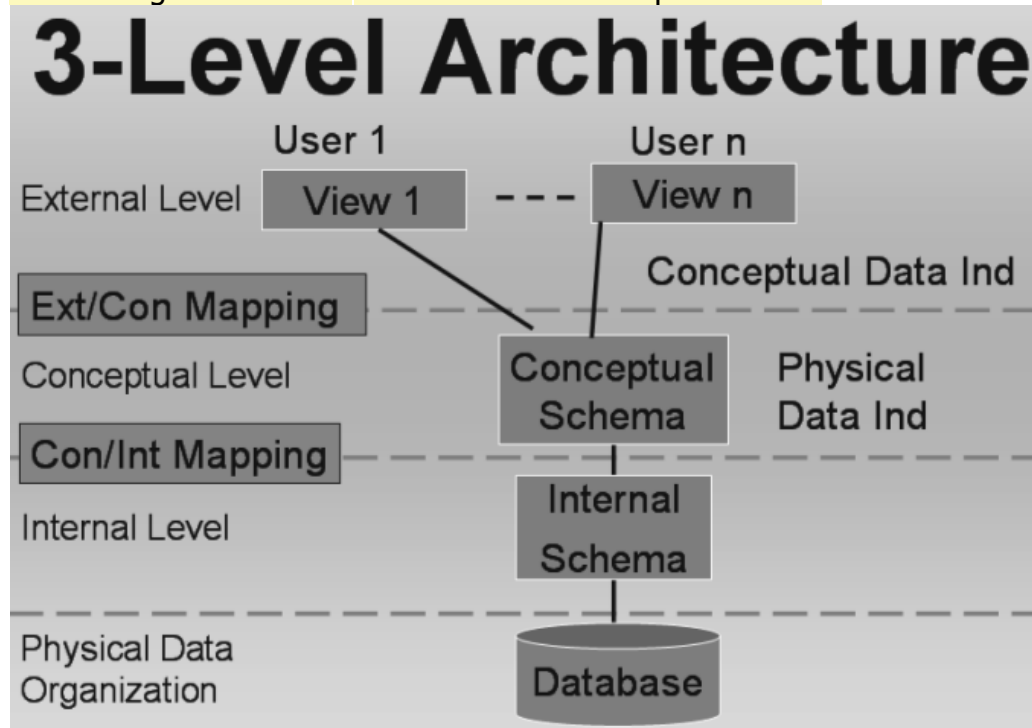 3-Level Architecture
User 1
User n
External Level
View 1
View n
Conceptual Data Ind
Ext/Con Mapping
Conceptual Level
Conceptual
Schema
Physical
Data Ind
Con/Int Mapping
Internal Level
Internal
Schema
Physical Data
Organization
Database